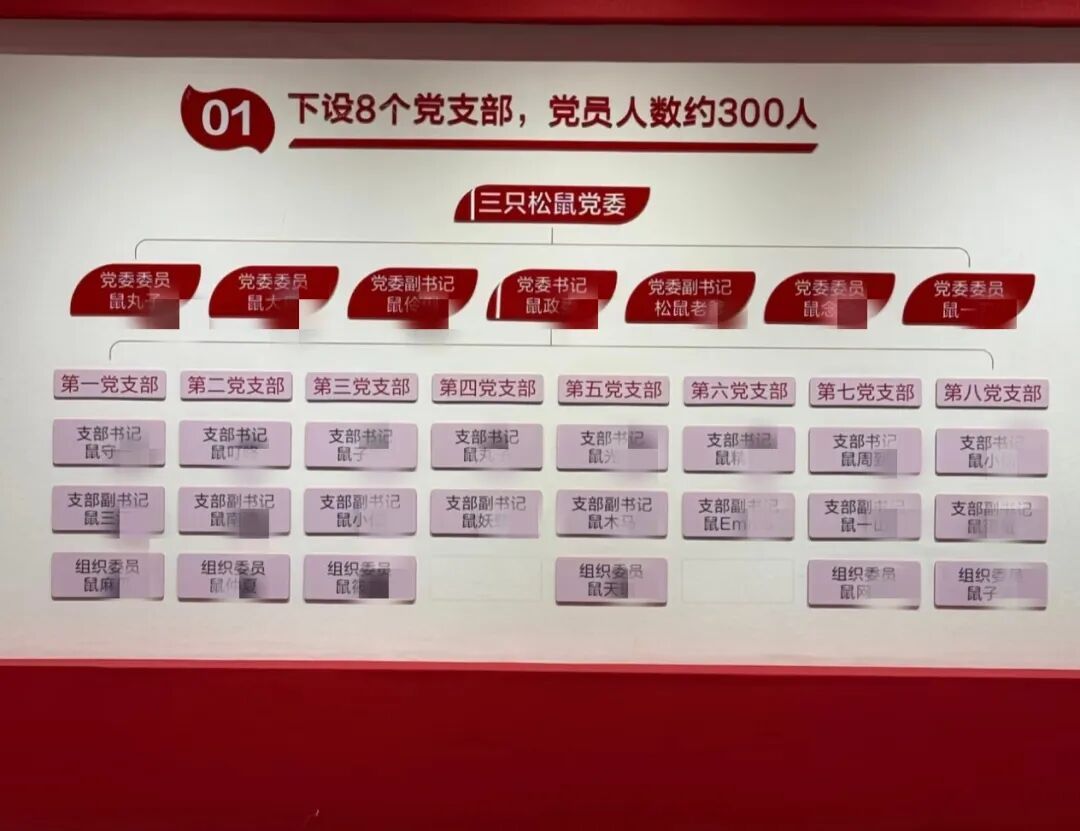 01
下设8个党支部，党员人数约300人
三只松鼠党委
党委委员 党委委员 党委副书记 党委书记 党委副书记 党委委员 党委委员
鼠丸子 鼠大 鼠伶 鼠政 松鼠老 鼠念 鼠一
第一党支部 第二党支部 第三党支部 第四党支部 第五党支部 第六党支部 第七党支部 第八党支部
支部书记 支部书记 支部书记 支部书记 支部书记 支部书记 支部书记 支部书记
鼠守 鼠叮咚 鼠子 鼠丸子 鼠光 鼠糕 鼠周到 鼠小
支部副书记 支部副书记 支部副书记 支部副书记 支部副书记 支部副书记 支部副书记 支部副书记
鼠三 鼠南 鼠小 鼠妖 鼠木马 鼠Em 鼠一山 鼠
组织委员 组织委员 组织委员 组织委员 组织委员 组织委员
鼠麻 鼠仲夏 鼠筱 鼠天 鼠网 鼠子